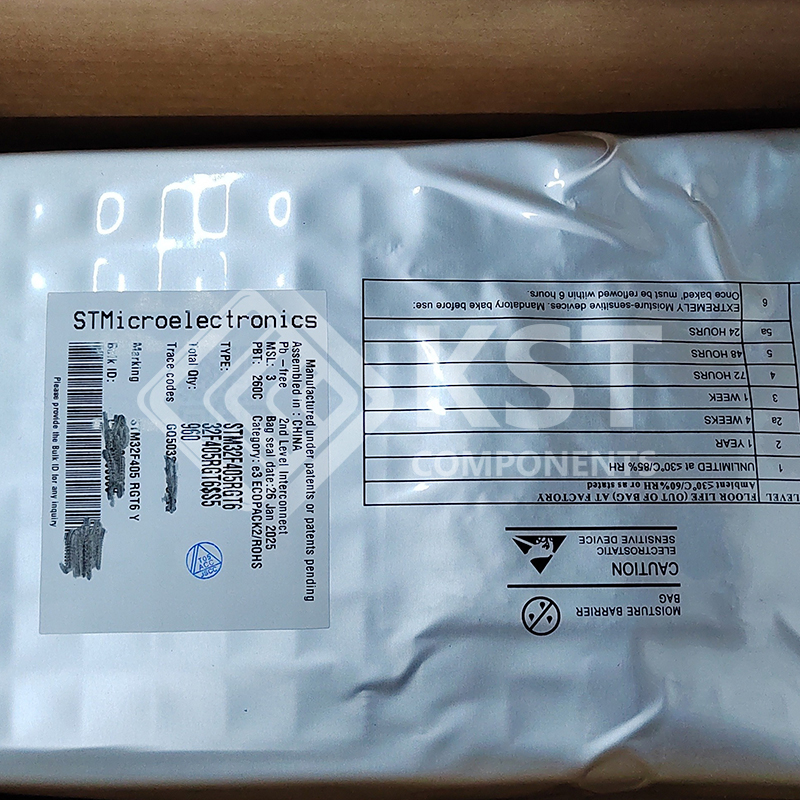 STMicroelectronics
Manufactured under patents or patents pending
Assembled in : CHINA
Pb - free 2nd Level Interconnect
MSL: 3 Bag seal date: 26 Jan 2025
PBT: 260C Category: e3 ECOPACK2/ROHS
TYPE: STM32F405RGT6
32F405RGT6$S5
Total Qty: 960
Trace codes GO5032
Marking STM32F405 RGT6 Y
Bulk ID:
Please provide the Bulk ID for any inquiry
MOISTURE BARRIER
BAG
CAUTION
ELECTROSTATIC
SENSITIVE DEVICE
LEVEL FLOOR LIFE (OUT OF BAG) AT FACTORY
Ambient ≤30°C/60% RH or as stated
1 UNLIMITED at ≤30°C/85% RH
2 1 YEAR
2a 4 WEEKS
3 1 WEEK
4 72 HOURS
5 48 HOURS
5a 24 HOURS
6 EXTREMELY Moisture-sensitive devices. Mandatory bake before use:
Once baked, must be reflowed within 6 hours.
KST
COMPONENTS